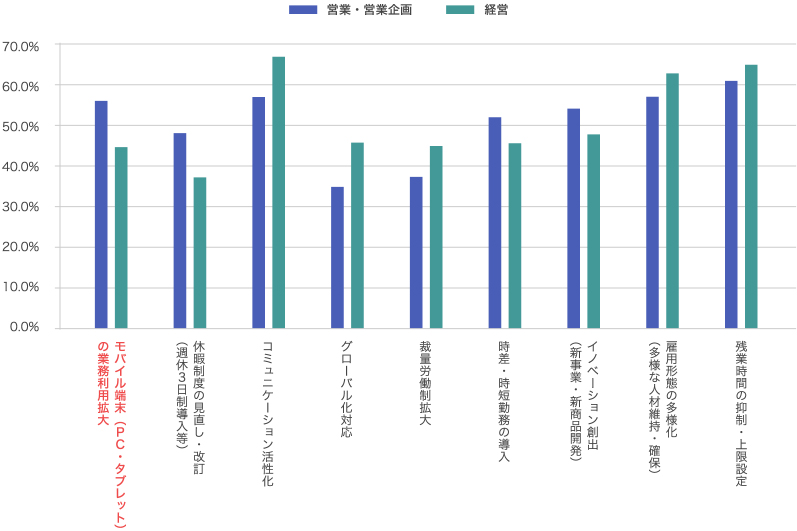 営業・営業企画
経営
70.0%
60.0%
50.0%
40.0%
30.0%
20.0%
10.0%
0.0%
モバイル端末（PC・タブレット）
の業務利用拡大
休暇制度の見直し・改訂
（週休3日制導入等）
コミュニケーション活性化
グローバル化対応
裁量労働制拡大
時差・時短勤務の導入
イノベーション創出
（新事業・新商品開発）
雇用形態の多様化
（多様な人材維持・確保）
残業時間の抑制・上限設定